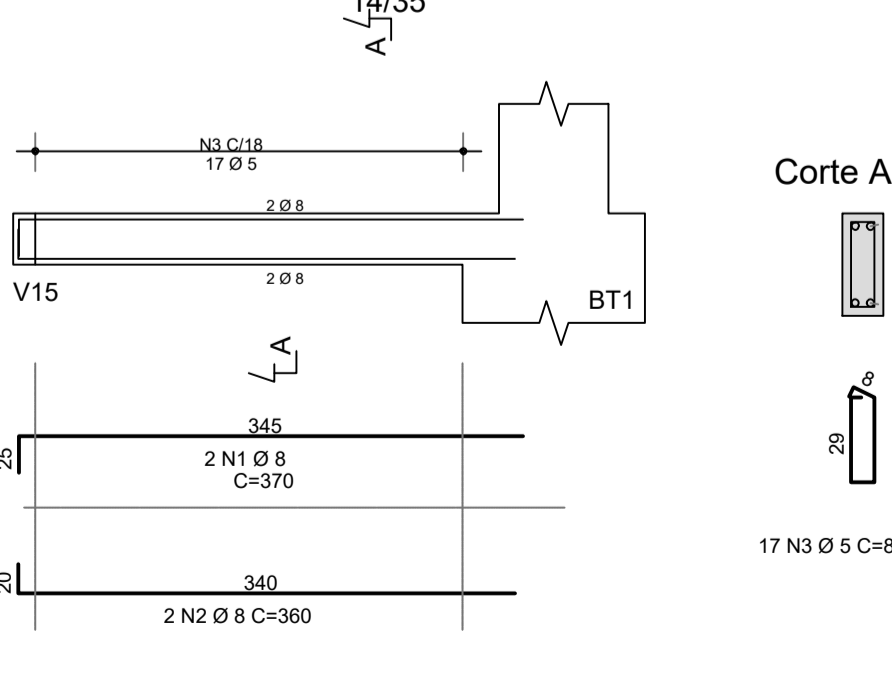 14/35
A
N3 C/18
17 Ø 5
Corte A
2 Ø 8
2 Ø 8
V15
BT1
A
8
345
29
25
2 N1 Ø 8
C=370
17 N3 Ø 5 C=8
340
20
2 N2 Ø 8 C=360